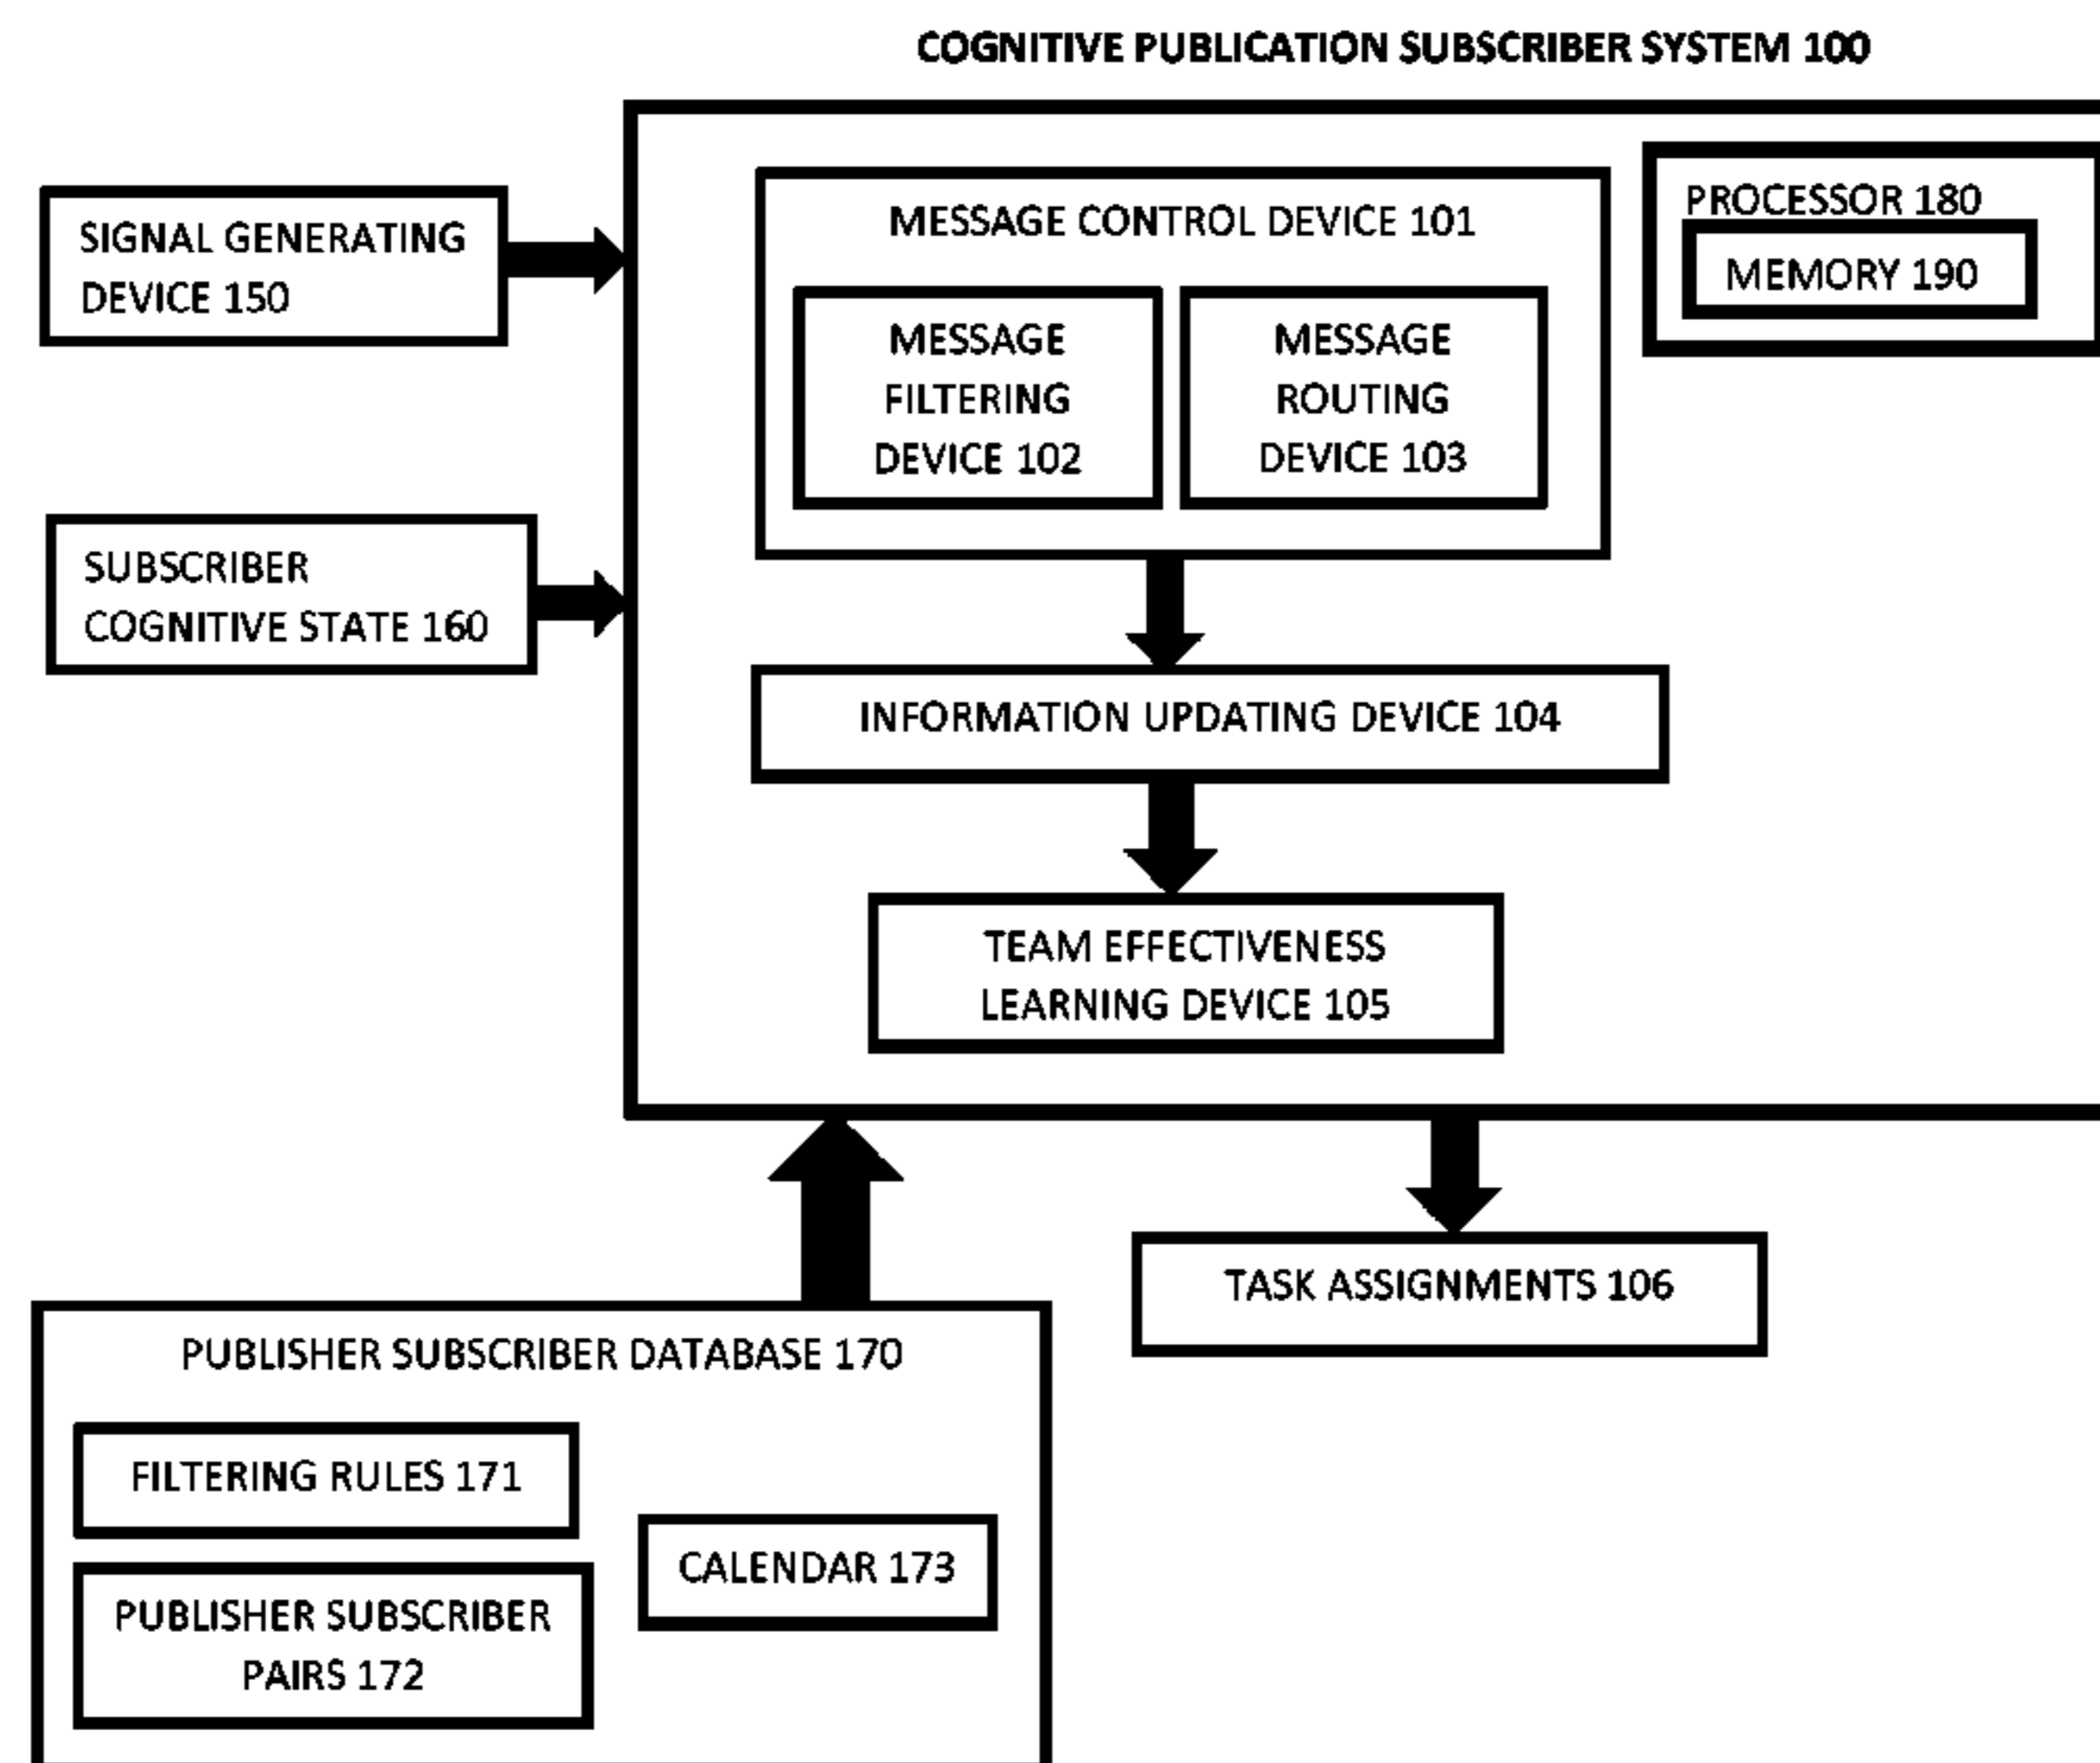 COGNITIVE PUBLICATION SUBSCRIBER SYSTEM 100
SIGNAL GENERATING
DEVICE 150
SUBSCRIBER
COGNITIVE STATE 160
MESSAGE CONTROL DEVICE 101
MESSAGE
FILTERING
DEVICE 102
MESSAGE
ROUTING
DEVICE 103
PROCESSOR 180
MEMORY 190
INFORMATION UPDATING DEVICE 104
TEAM EFFECTIVENESS
LEARNING DEVICE 105
TASK ASSIGNMENTS 106
PUBLISHER SUBSCRIBER DATABASE 170
FILTERING RULES 171
PUBLISHER SUBSCRIBER
PAIRS 172
CALENDAR 173